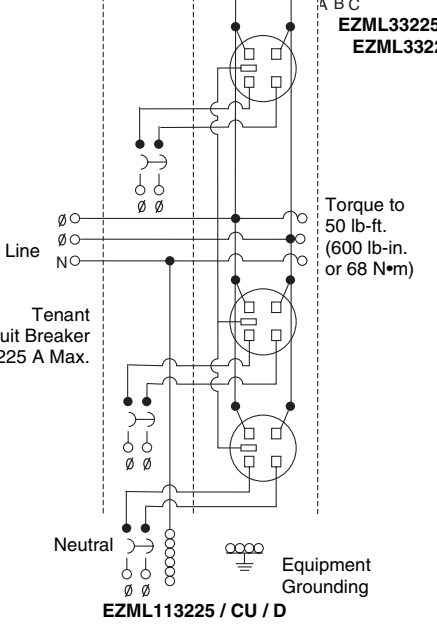 A B C
EZML33225
EZML332
ø ø
ø
ø
Line
N
Torque to
50 lb-ft.
(600 lb-in.
or 68 N•m)
Tenant
uit Breaker
225 A Max.
ø ø
Neutral
ø ø
Equipment
Grounding
EZML113225 / CU / D